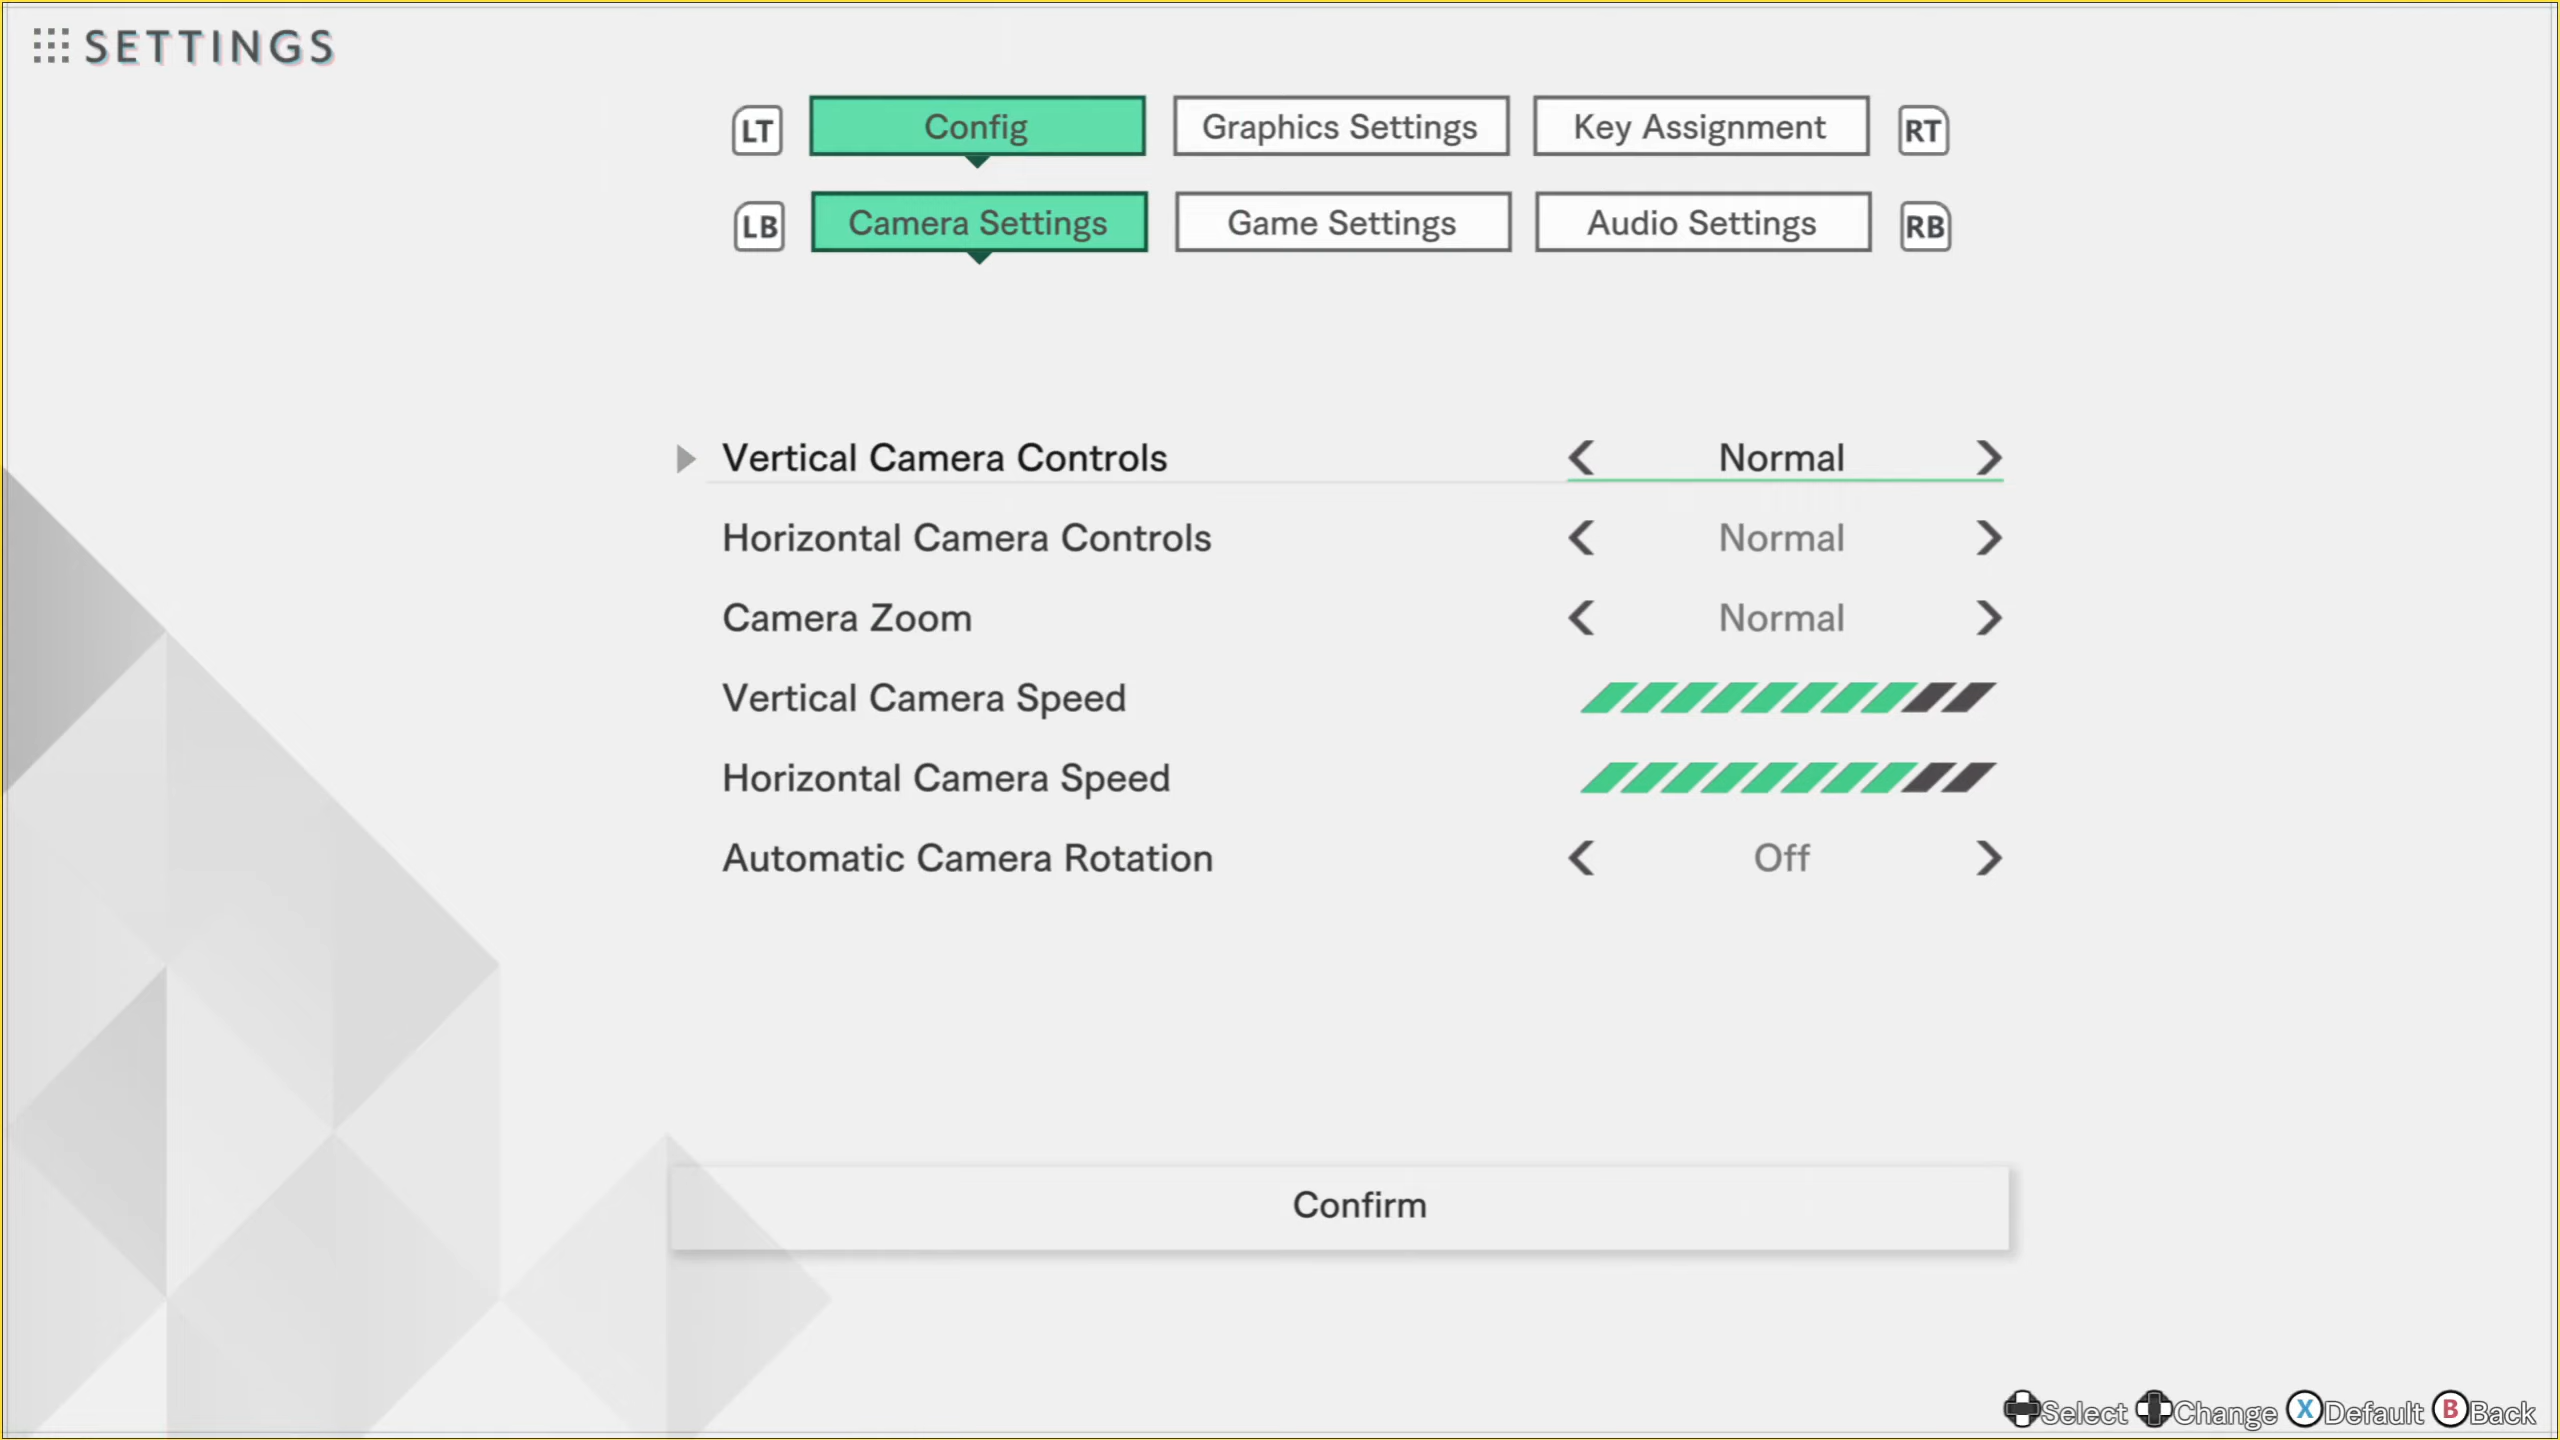 SETTINGS
LT Config Graphics Settings Key Assignment RT
LB Camera Settings Game Settings Audio Settings RB
Vertical Camera Controls Normal
Horizontal Camera Controls Normal
Camera Zoom Normal
Vertical Camera Speed
Horizontal Camera Speed
Automatic Camera Rotation Off
Confirm
Select Change X Default B Back